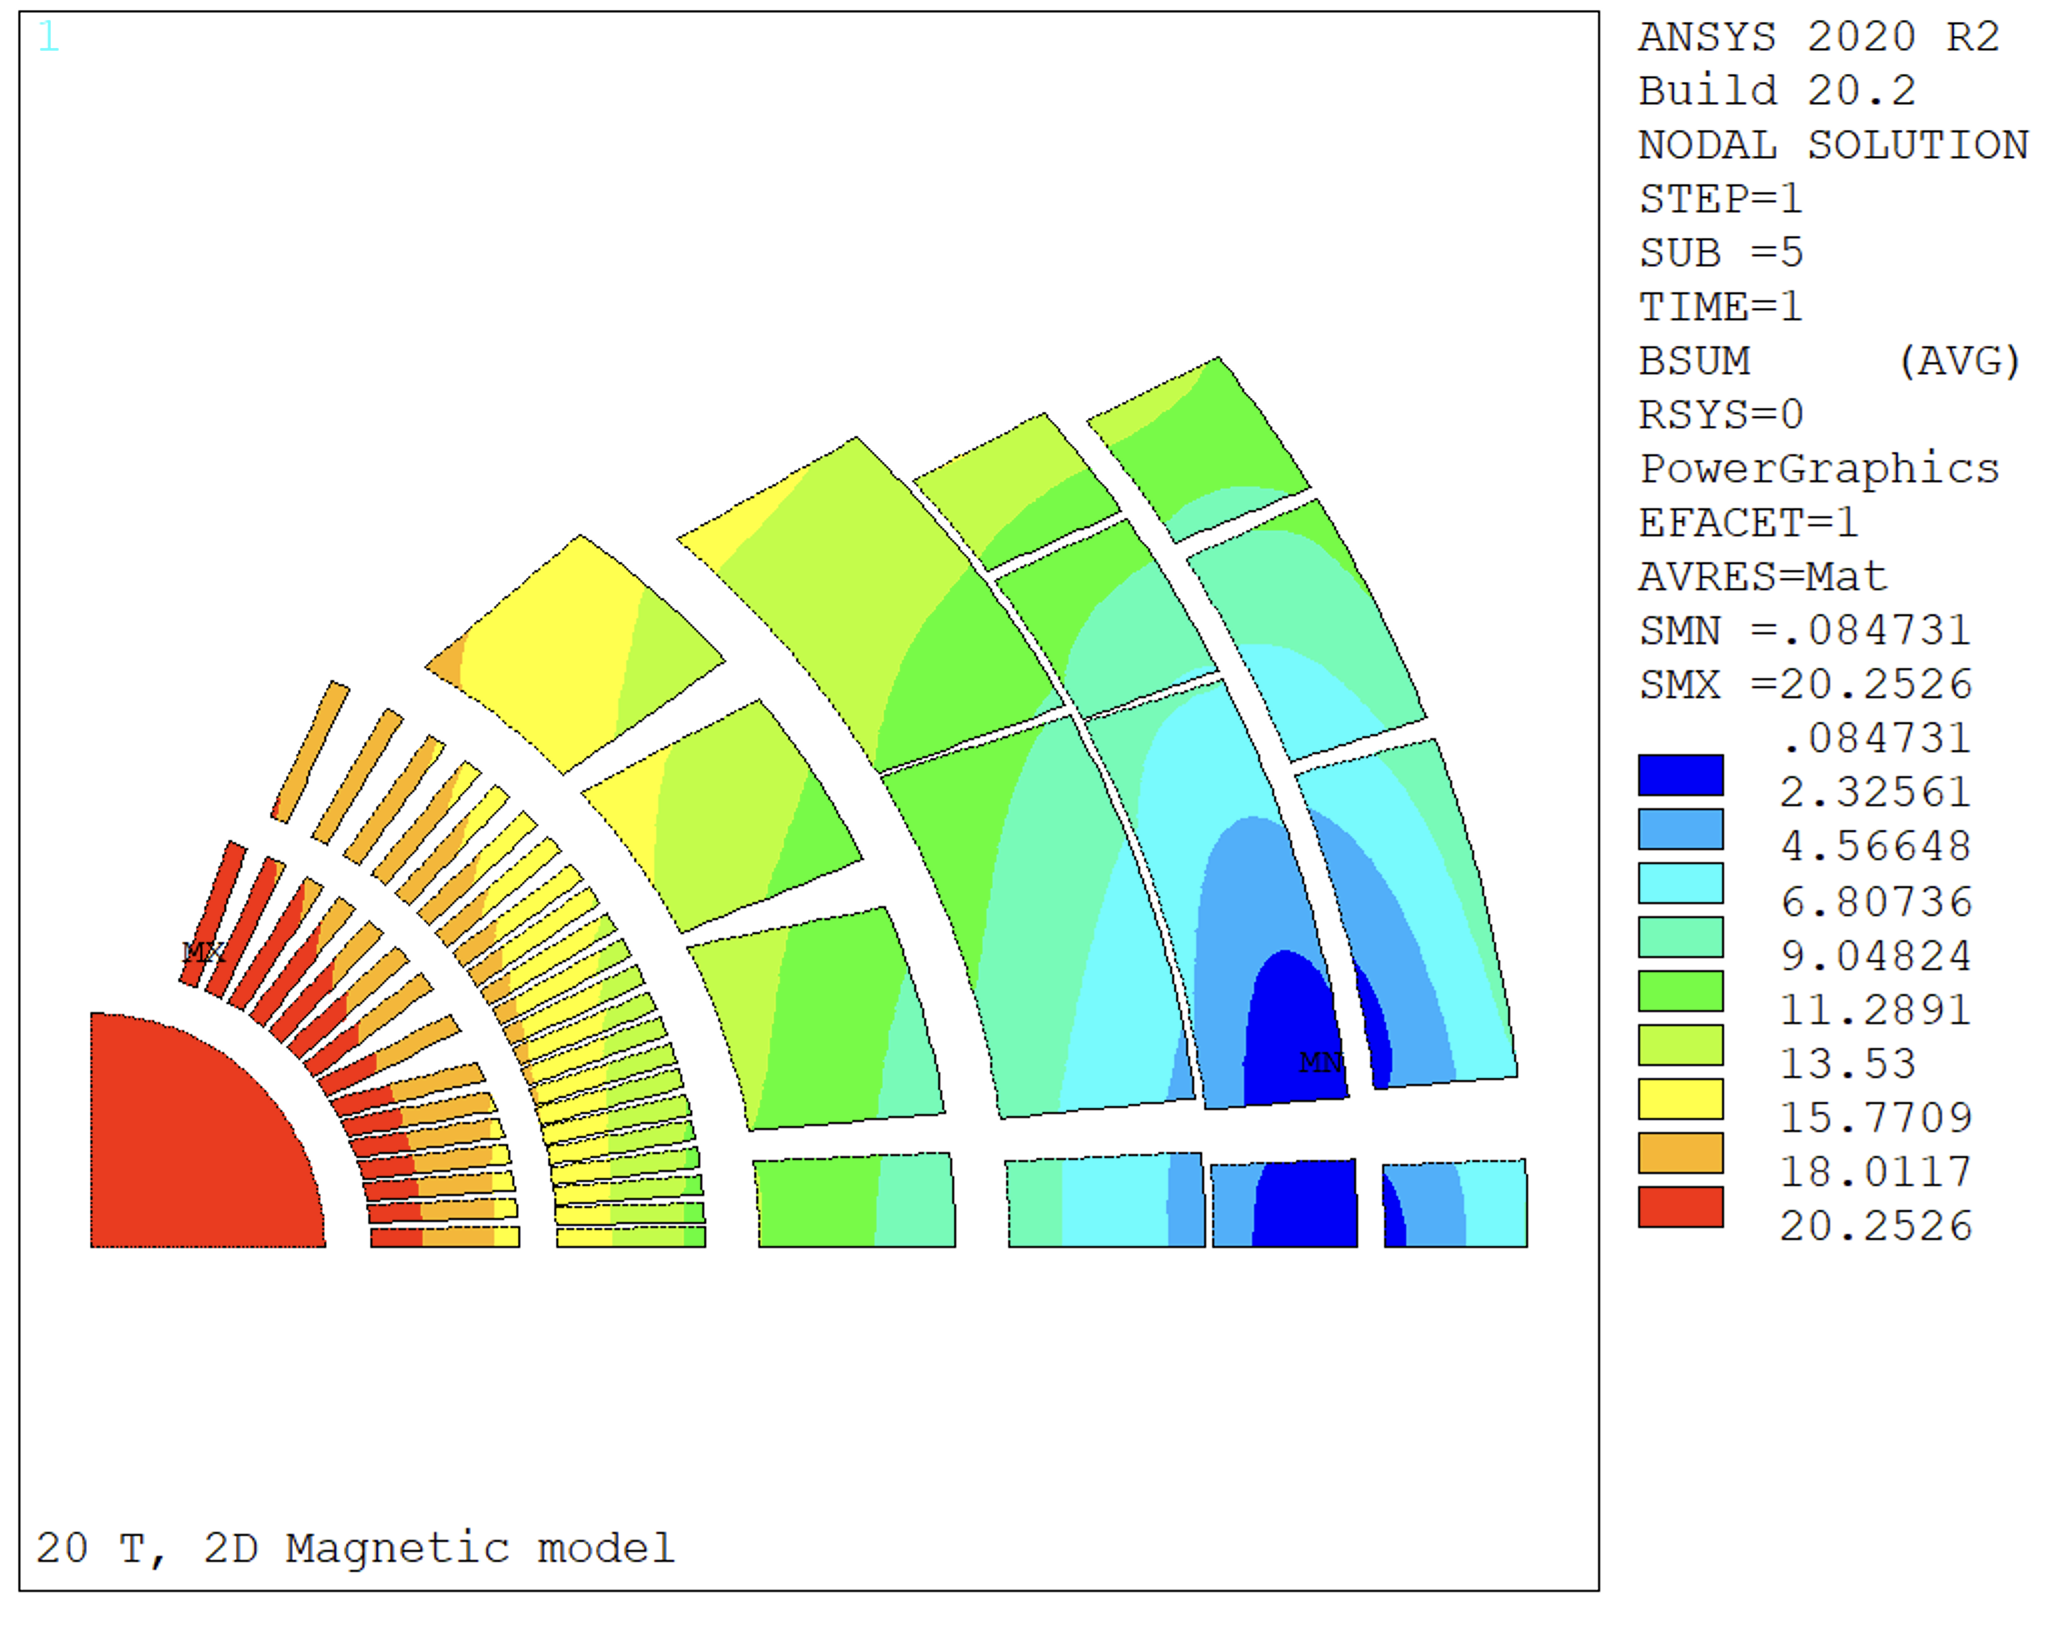 1
ANSYS 2020 R2
Build 20.2
NODAL SOLUTION
STEP=1
SUB =5
TIME=1
BSUM (AVG)
RSYS=0
PowerGraphics
EFACET=1
AVRES=Mat
SMN =.084731
SMX =20.2526
.084731
2.32561
4.56648
6.80736
9.04824
11.2891
13.53
15.7709
18.0117
20.2526
MX
MN
20 T, 2D Magnetic model